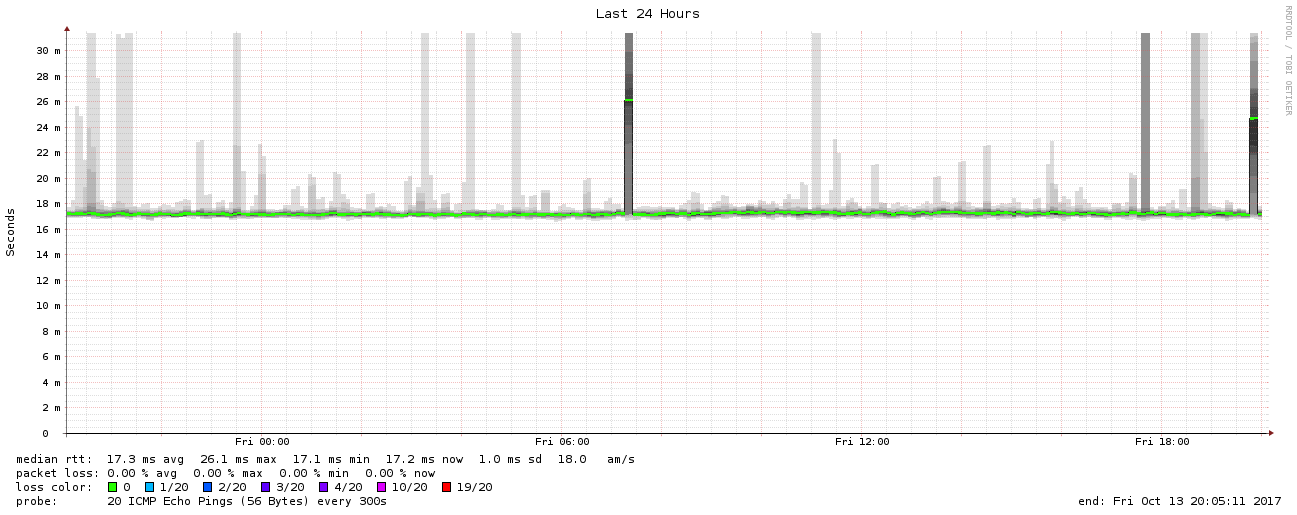 Last 24 Hours
RRDTOOL / TOBI OETIKER
Seconds
30 m
28 m
26 m
24 m
22 m
20 m
18 m
16 m
14 m
12 m
10 m
8 m
6 m
4 m
2 m
0
Fri 00:00 Fri 06:00 Fri 12:00 Fri 18:00
median rtt: 17.3 ms avg 26.1 ms max 17.1 ms min 17.2 ms now 1.0 ms sd 18.0 am/s
packet loss: 0.00 % avg 0.00 % max 0.00 % min 0.00 % now
loss color: 0 1/20 2/20 3/20 4/20 10/20 19/20
probe: 20 ICMP Echo Pings (56 Bytes) every 300s end: Fri Oct 13 20:05:11 2017